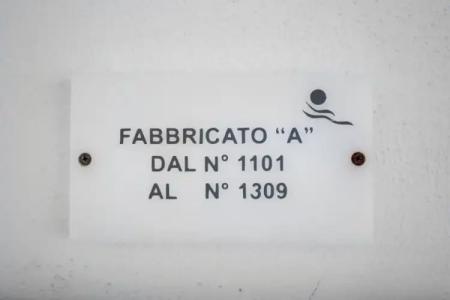 FABBRICATO “A”
DAL N° 1101
AL N° 1309